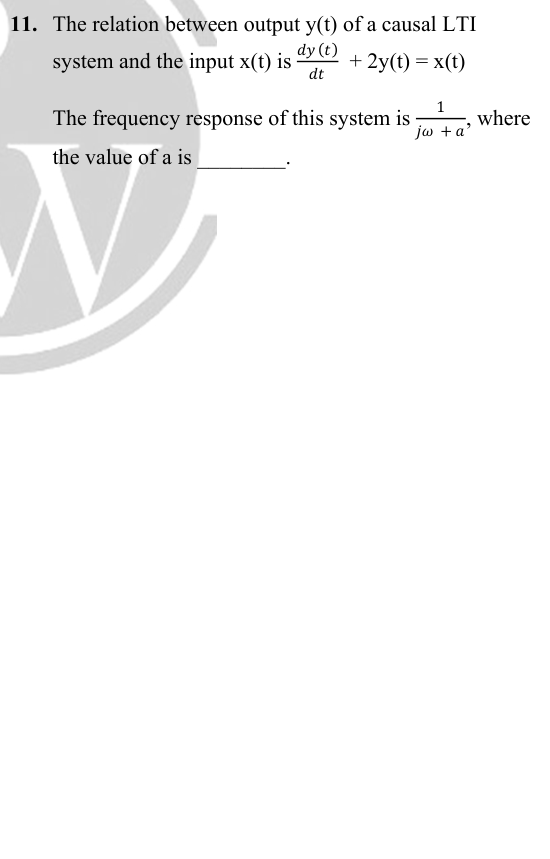 11. The relation between output y(t) of a causal LTI
system and the input x(t) is dy (t)/dt + 2y(t) = x(t)
The frequency response of this system is 1/(jω + a), where
the value of a is ________.